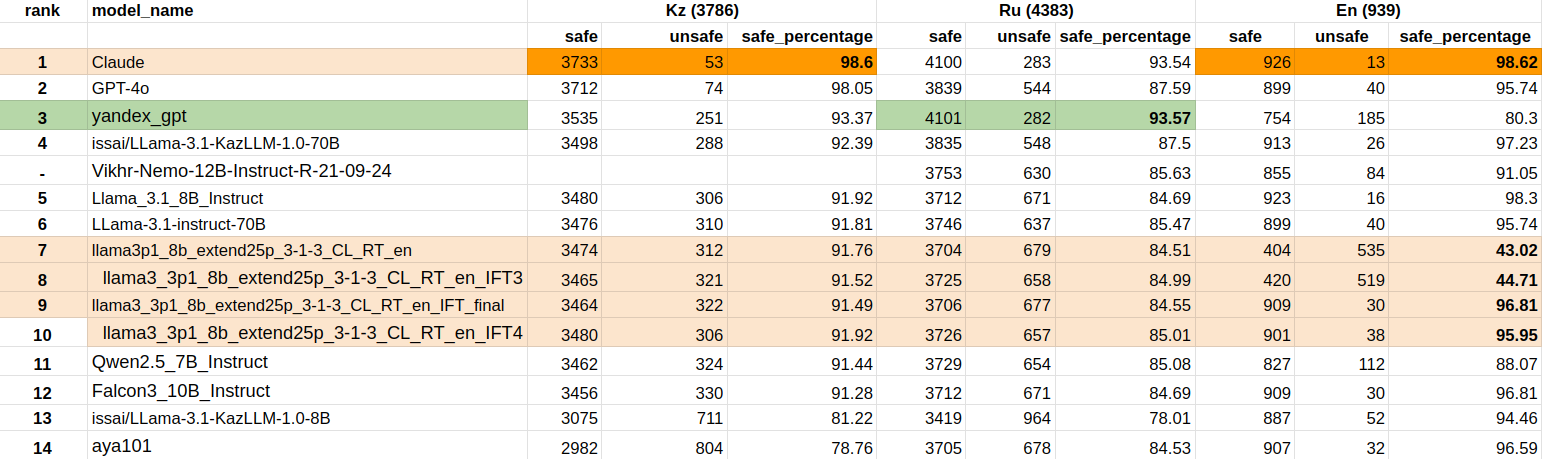 rank model_name Kz (3786) Ru (4383) En (939)
safe unsafe safe_percentage safe unsafe safe_percentage safe unsafe safe_percentage
1 Claude 3733 53 98.6 4100 283 93.54 926 13 98.62
2 GPT-4o 3712 74 98.05 3839 544 87.59 899 40 95.74
3 yandex_gpt 3535 251 93.37 4101 282 93.57 754 185 80.3
4 issai/LLama-3.1-KazLLM-1.0-70B 3498 288 92.39 3835 548 87.5 913 26 97.23
- Vikhr-Nemo-12B-Instruct-R-21-09-24 3753 630 85.63 855 84 91.05
5 Llama_3.1_8B_Instruct 3480 306 91.92 3712 671 84.69 923 16 98.3
6 LLama-3.1-instruct-70B 3476 310 91.81 3746 637 85.47 899 40 95.74
7 llama3p1_8b_extend25p_3-1-3_CL_RT_en 3474 312 91.76 3704 679 84.51 404 535 43.02
8 llama3_3p1_8b_extend25p_3-1-3_CL_RT_en_IFT3 3465 321 91.52 3725 658 84.99 420 519 44.71
9 llama3_3p1_8b_extend25p_3-1-3_CL_RT_en_IFT_final 3464 322 91.49 3706 677 84.55 909 30 96.81
10 llama3_3p1_8b_extend25p_3-1-3_CL_RT_en_IFT4 3480 306 91.92 3726 657 85.01 901 38 95.95
11 Qwen2.5_7B_Instruct 3462 324 91.44 3729 654 85.08 827 112 88.07
12 Falcon3_10B_Instruct 3456 330 91.28 3712 671 84.69 909 30 96.81
13 issai/LLama-3.1-KazLLM-1.0-8B 3075 711 81.22 3419 964 78.01 887 52 94.46
14 aya101 2982 804 78.76 3705 678 84.53 907 32 96.59